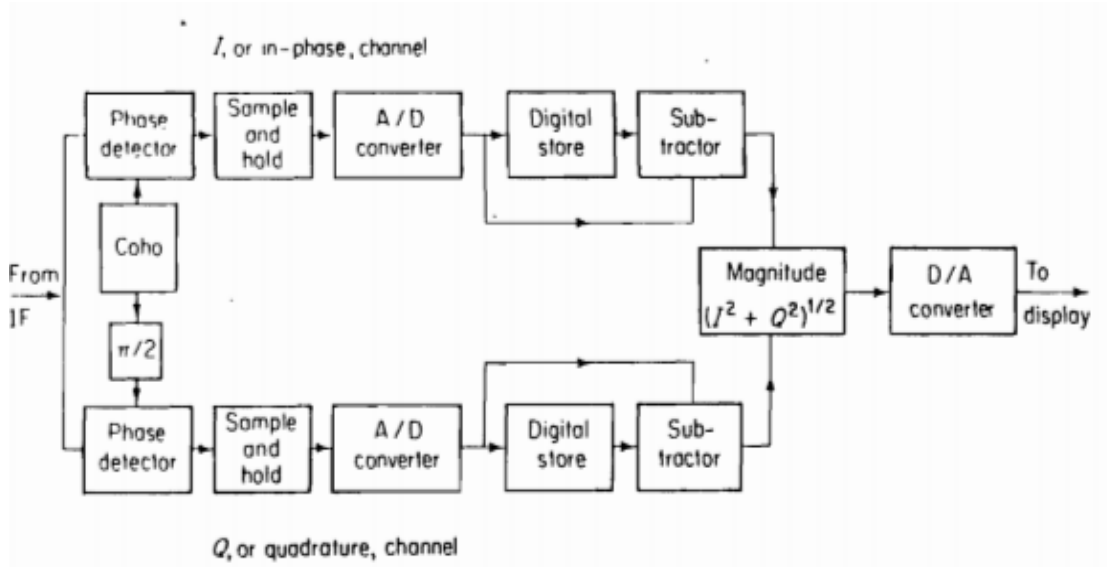 I, or in-phase, channel
Phase
detector
Sample
and
hold
A/D
converter
Digital
store
Sub-
tractor
Coho
From
IF
π/2
Magnitude
(I² + Q²)^1/2
D/A
converter
To
display
Phase
detector
Sample
and
hold
A/D
converter
Digital
store
Sub-
tractor
Q, or quadrature, channel